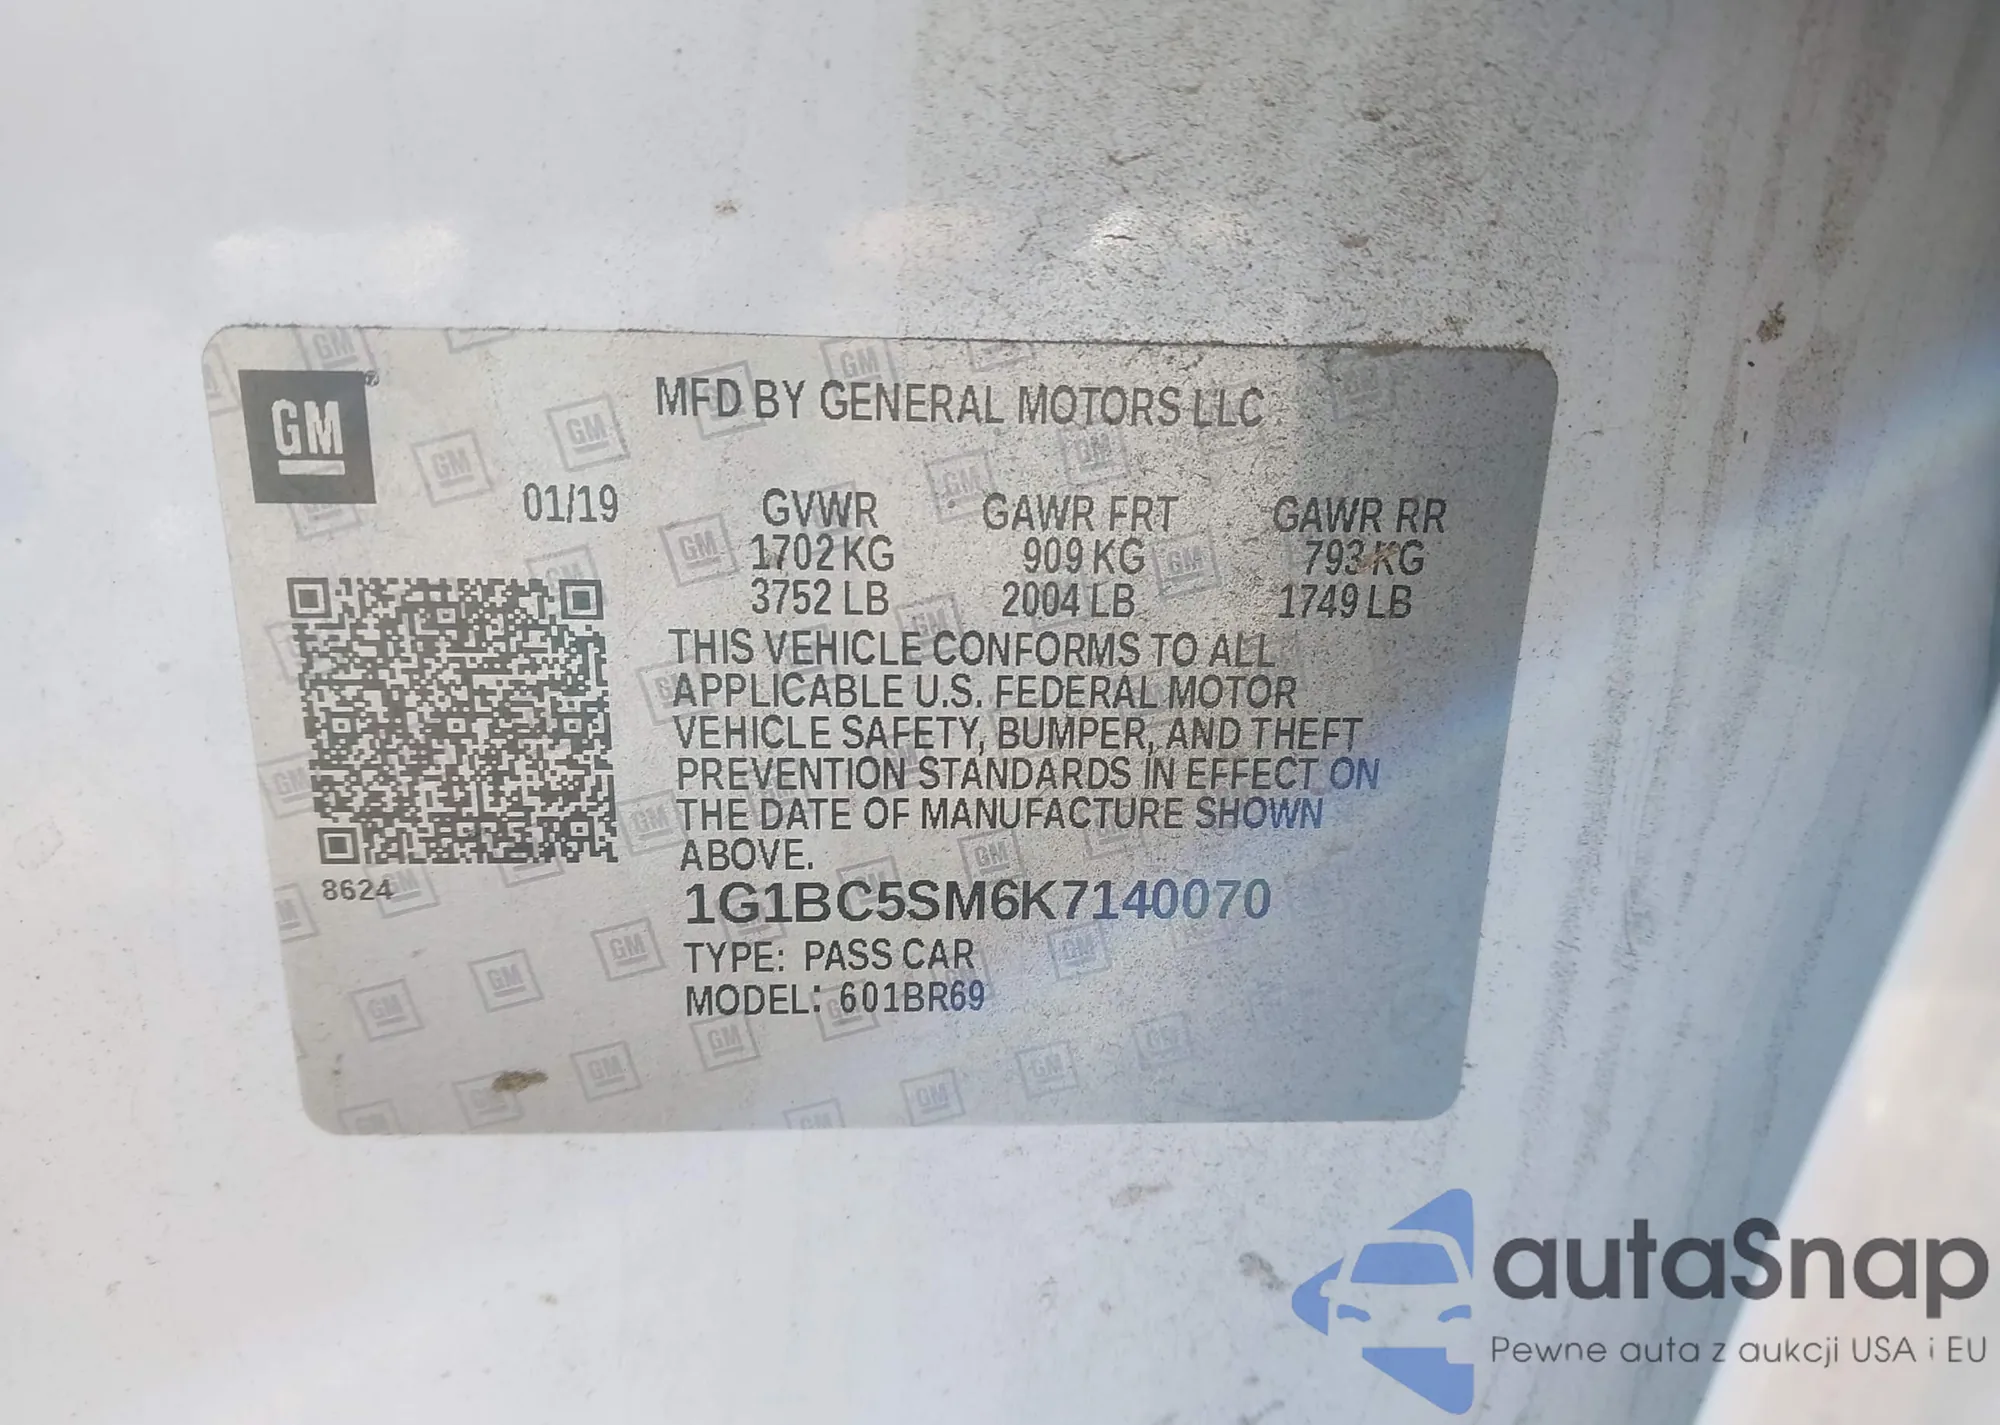 GM
MFD BY GENERAL MOTORS LLC
01/19 GVWR GAWR FRT GAWR RR
1702 KG 909 KG 793 KG
3752 LB 2004 LB 1749 LB
THIS VEHICLE CONFORMS TO ALL
APPLICABLE U.S. FEDERAL MOTOR
VEHICLE SAFETY, BUMPER, AND THEFT
PREVENTION STANDARDS IN EFFECT ON
THE DATE OF MANUFACTURE SHOWN
ABOVE.
8624
1G1BC5SM6K7140070
TYPE: PASS CAR
MODEL: 601BR69
autaSnap
Pewne auta z aukcji USA i EU